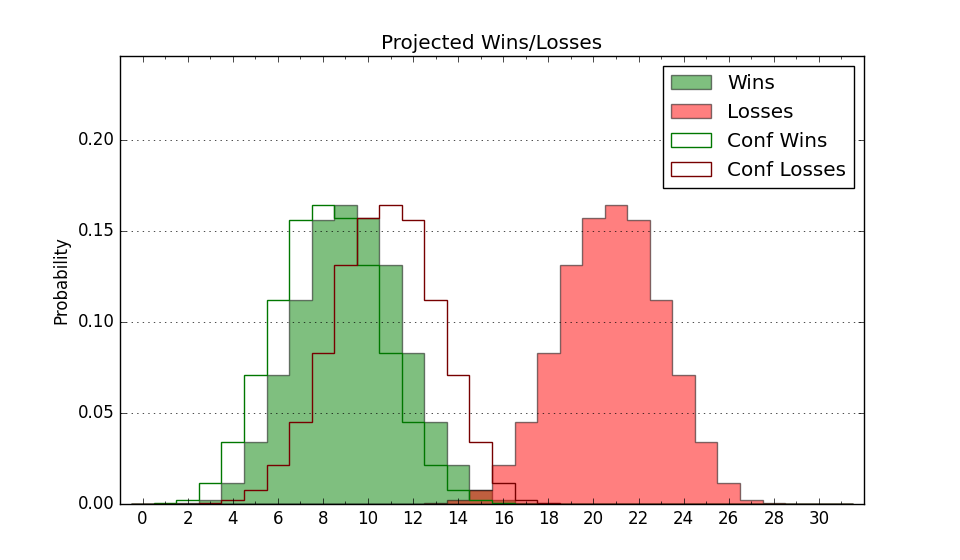 Projected Wins/Losses
Wins
Losses
Conf Wins
Conf Losses
Probability
0.20
0.15
0.10
0.05
0.00
0 2 4 6 8 10 12 14 16 18 20 22 24 26 28 30